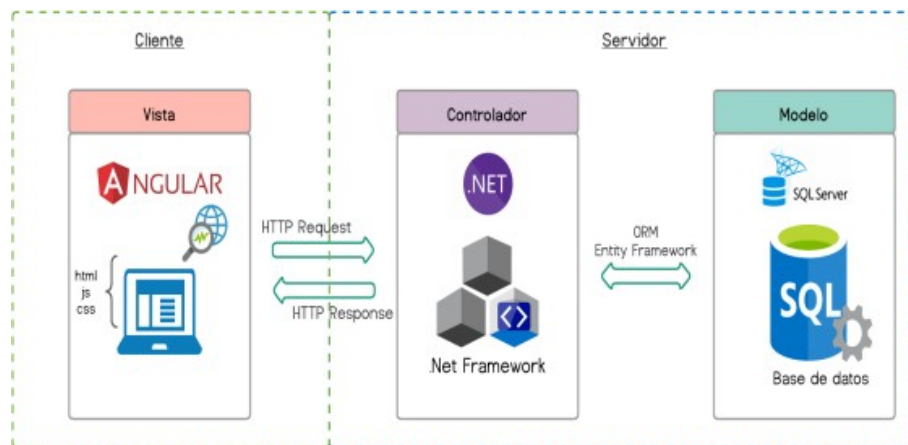 Cliente
Servidor
Vista
Controlador
Modelo
ANGULAR
.NET
SQL Server
HTTP Request
ORM
Entity Framework
html
js
css
HTTP Response
SQL
.Net Framework
Base de datos